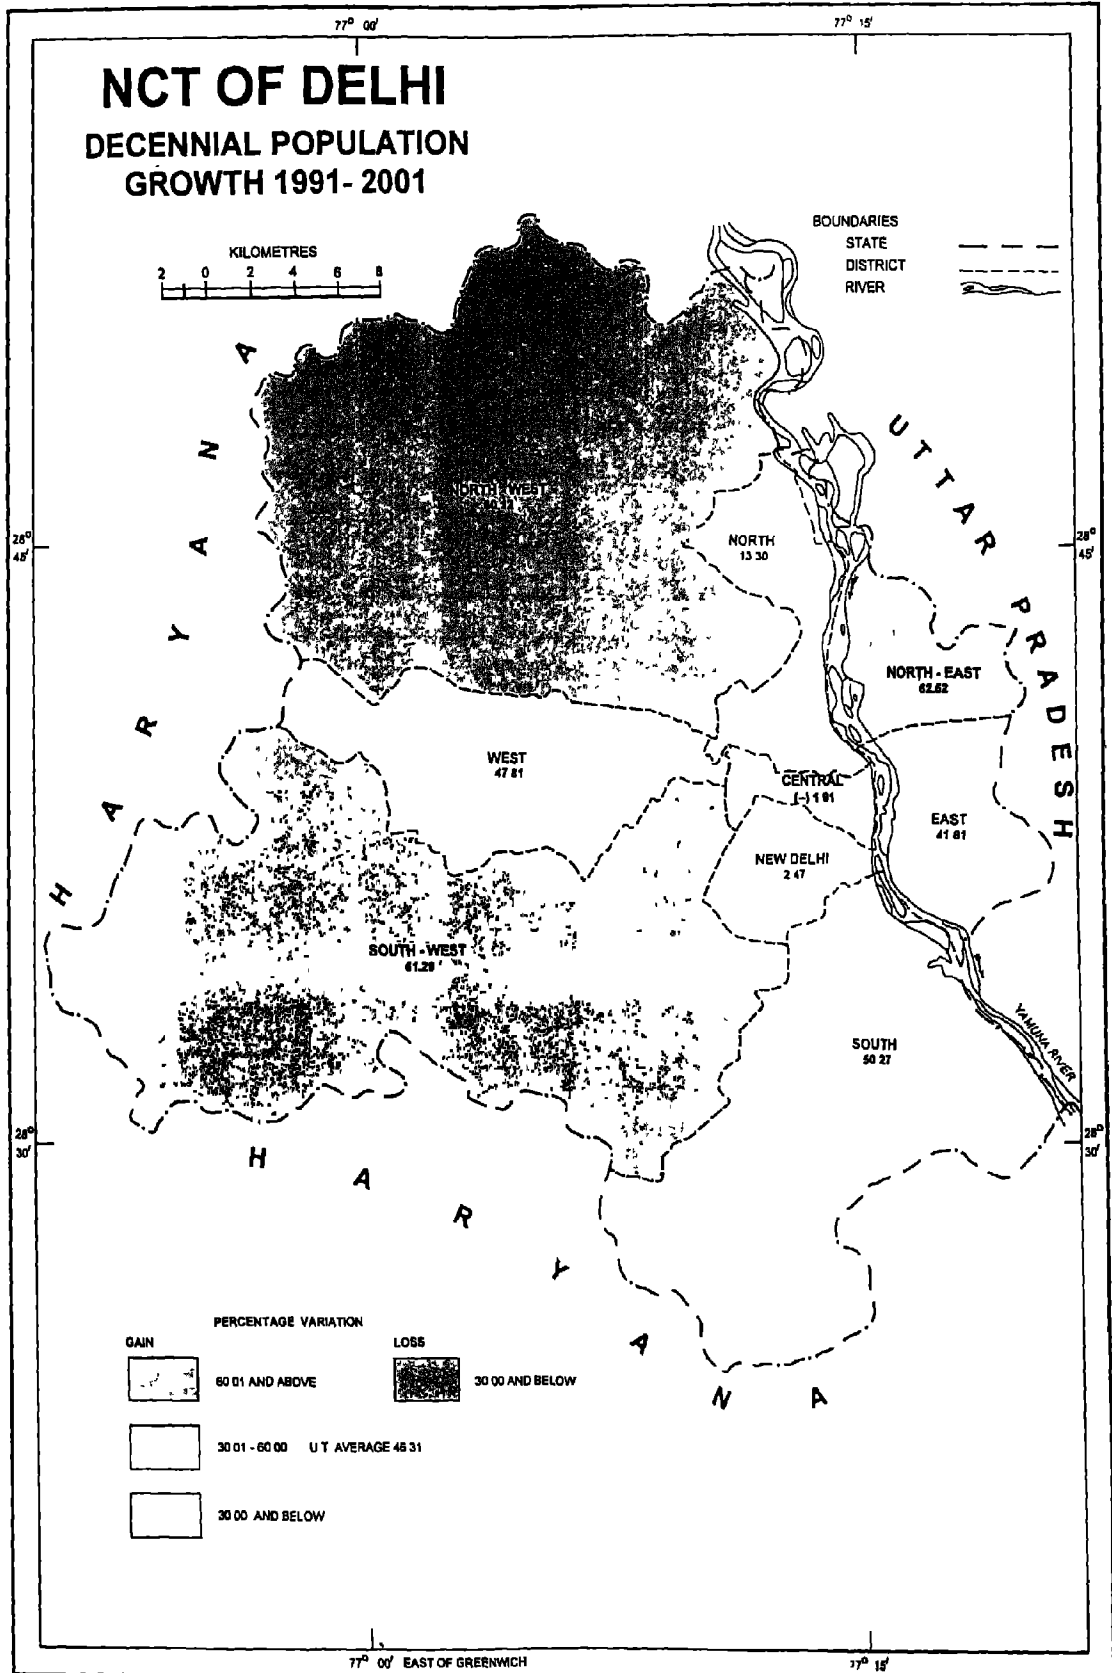 77° 00'
77° 15'
NCT OF DELHI
DECENNIAL POPULATION
GROWTH 1991- 2001
KILOMETRES
2 0 2 4 6 8
BOUNDARIES
STATE
DISTRICT
RIVER
HARYANA
UTTAR PRADESH
NORTH - WEST
28° 45'
28° 45'
NORTH
13 30
NORTH - EAST
62.52
WEST
47 81
CENTRAL
(-) 1 91
EAST
41 81
NEW DELHI
2 47
SOUTH - WEST
61.29
SOUTH
50 27
YAMUNA RIVER
28° 30'
28° 30'
HARYANA
PERCENTAGE VARIATION
GAIN
LOSS
60 01 AND ABOVE
30 00 AND BELOW
30 01 - 60 00 U T AVERAGE 46 31
30 00 AND BELOW
77° 00' EAST OF GREENWICH
77° 15'